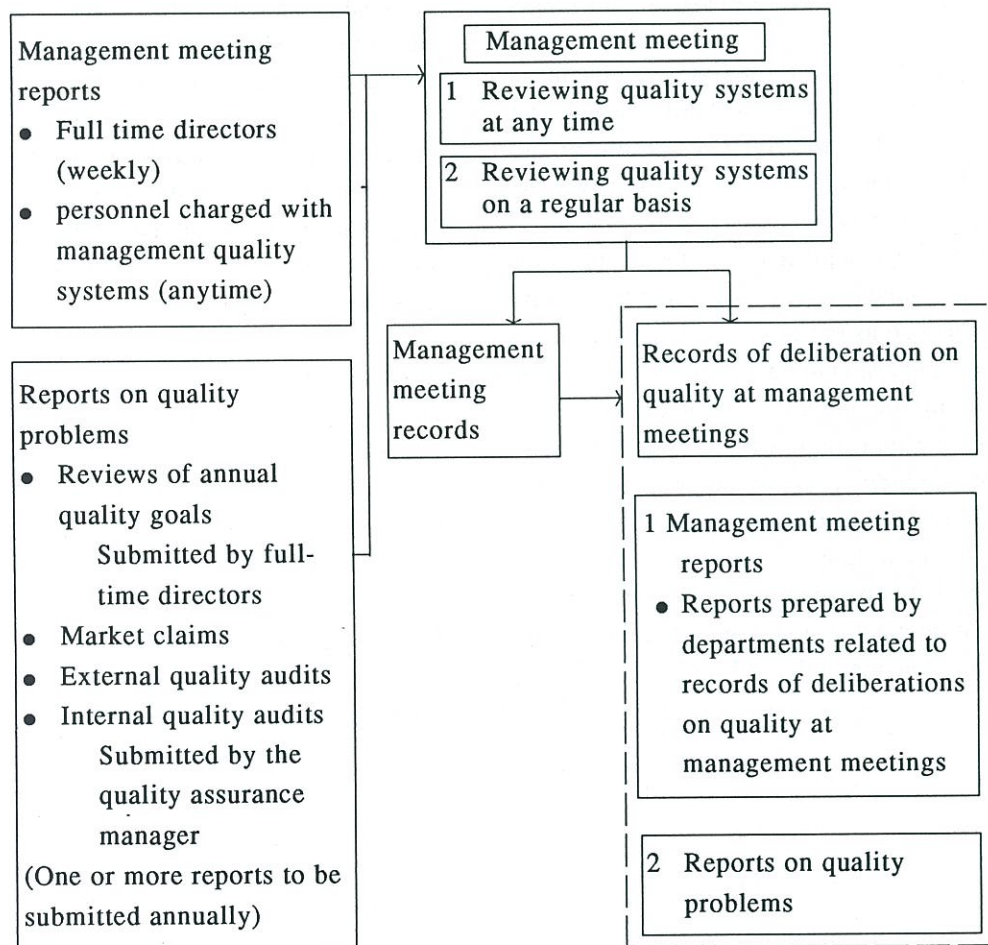 Management meeting
reports
● Full time directors
(weekly)
● personnel charged with
management quality
systems (anytime)
Reports on quality
problems
● Reviews of annual
quality goals
Submitted by full-
time directors
● Market claims
● External quality audits
● Internal quality audits
Submitted by the
quality assurance
manager
(One or more reports to be
submitted annually)
Management meeting
1 Reviewing quality systems
at any time
2 Reviewing quality systems
on a regular basis
Management
meeting
records
Records of deliberation on
quality at management
meetings
1 Management meeting
reports
● Reports prepared by
departments related to
records of deliberations
on quality at
management meetings
2 Reports on quality
problems